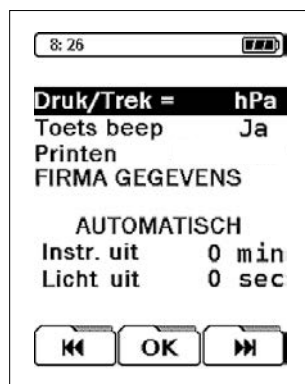 8:26
Druk/Trek = hPa
Toets beep Ja
Printen
FIRMA GEGEVENS
AUTOMATISCH
Instr. uit 0 min
Licht uit 0 sec
OK